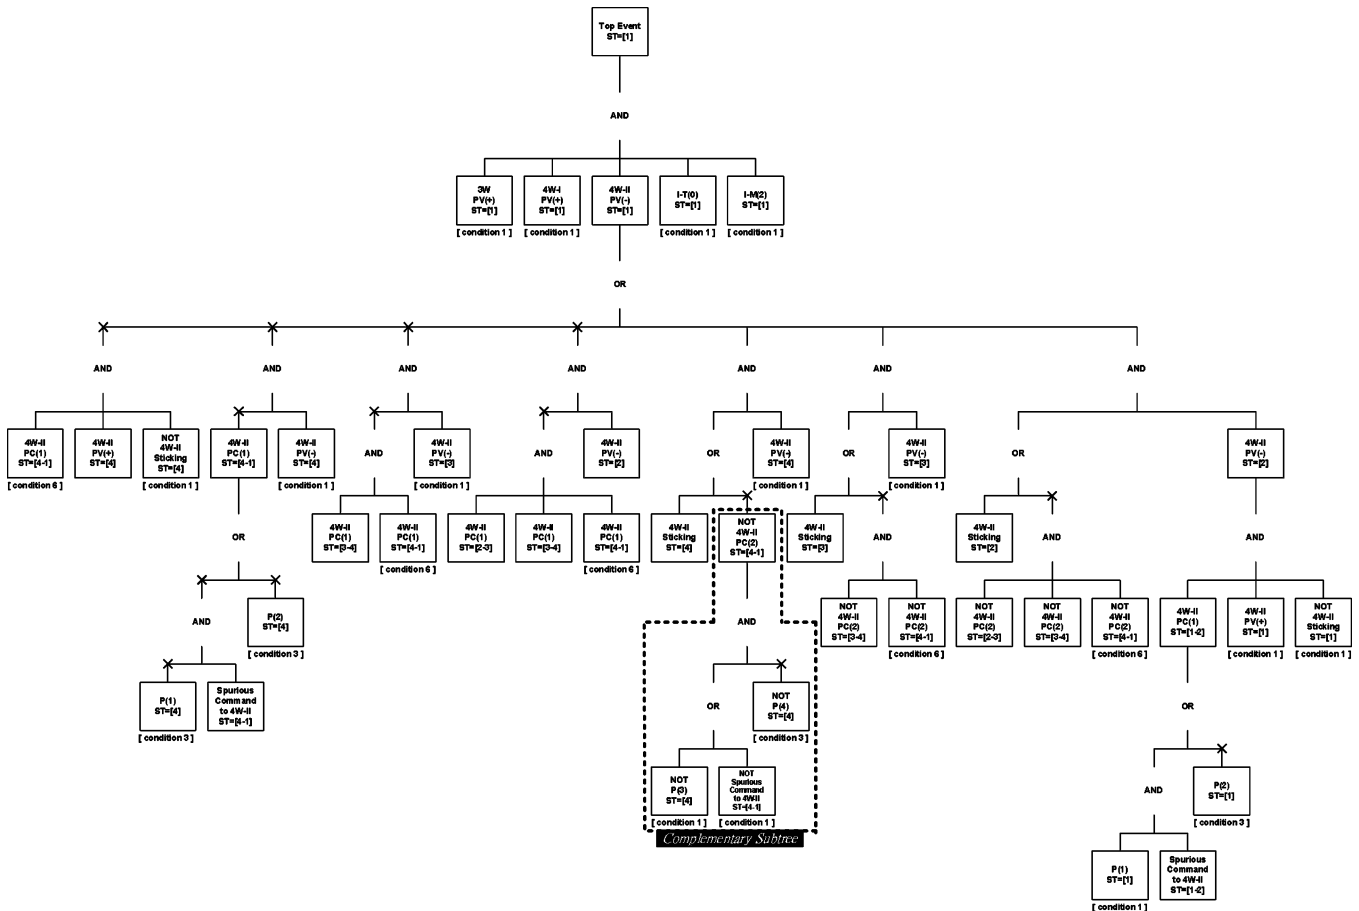 Top Event
ST=[1]
AND
3W
PV(+)
ST=[1]
[ condition 1 ]
4W-I
PV(+)
ST=[1]
[ condition 1 ]
4W-II
PV(-)
ST=[1]
I-T(0)
ST=[1]
[ condition 1 ]
I-M(2)
ST=[1]
[ condition 1 ]
OR
AND
AND
AND
AND
AND
AND
AND
4W-II
PC(1)
ST=[4-1]
[ condition 6 ]
4W-II
PV(+)
ST=[4]
NOT
4W-II
Sticking
ST=[4]
[ condition 1 ]
4W-II
PC(1)
ST=[4-1]
4W-II
PV(-)
ST=[4]
[ condition 1 ]
AND
4W-II
PV(-)
ST=[3]
[ condition 1 ]
AND
4W-II
PV(-)
ST=[2]
OR
4W-II
PV(-)
ST=[4]
[ condition 1 ]
OR
4W-II
PV(-)
ST=[3]
[ condition 1 ]
OR
4W-II
PV(-)
ST=[2]
OR
4W-II
PC(1)
ST=[3-4]
4W-II
PC(1)
ST=[4-1]
[ condition 6 ]
4W-II
PC(1)
ST=[2-3]
4W-II
PC(1)
ST=[3-4]
4W-II
PC(1)
ST=[4-1]
[ condition 6 ]
4W-II
Sticking
ST=[4]
NOT
4W-II
PC(2)
ST=[4-1]
4W-II
Sticking
ST=[3]
AND
4W-II
Sticking
ST=[2]
AND
AND
AND
P(2)
ST=[4]
[ condition 3 ]
AND
NOT
4W-II
PC(2)
ST=[3-4]
NOT
4W-II
PC(2)
ST=[4-1]
[ condition 6 ]
NOT
4W-II
PC(2)
ST=[2-3]
NOT
4W-II
PC(2)
ST=[3-4]
NOT
4W-II
PC(2)
ST=[4-1]
[ condition 6 ]
4W-II
PC(1)
ST=[1-2]
4W-II
PV(+)
ST=[1]
[ condition 1 ]
NOT
4W-II
Sticking
ST=[1]
[ condition 1 ]
P(1)
ST=[4]
[ condition 3 ]
Spurious
Command
to 4W-II
ST=[4-1]
OR
NOT
P(4)
ST=[4]
[ condition 3 ]
OR
NOT
P(3)
ST=[4]
[ condition 1 ]
NOT
Spurious
Command
to 4W-II
ST=[4-1]
[ condition 1 ]
AND
P(2)
ST=[1]
[ condition 3 ]
Complementary Subtree
P(1)
ST=[1]
[ condition 1 ]
Spurious
Command
to 4W-II
ST=[1-2]